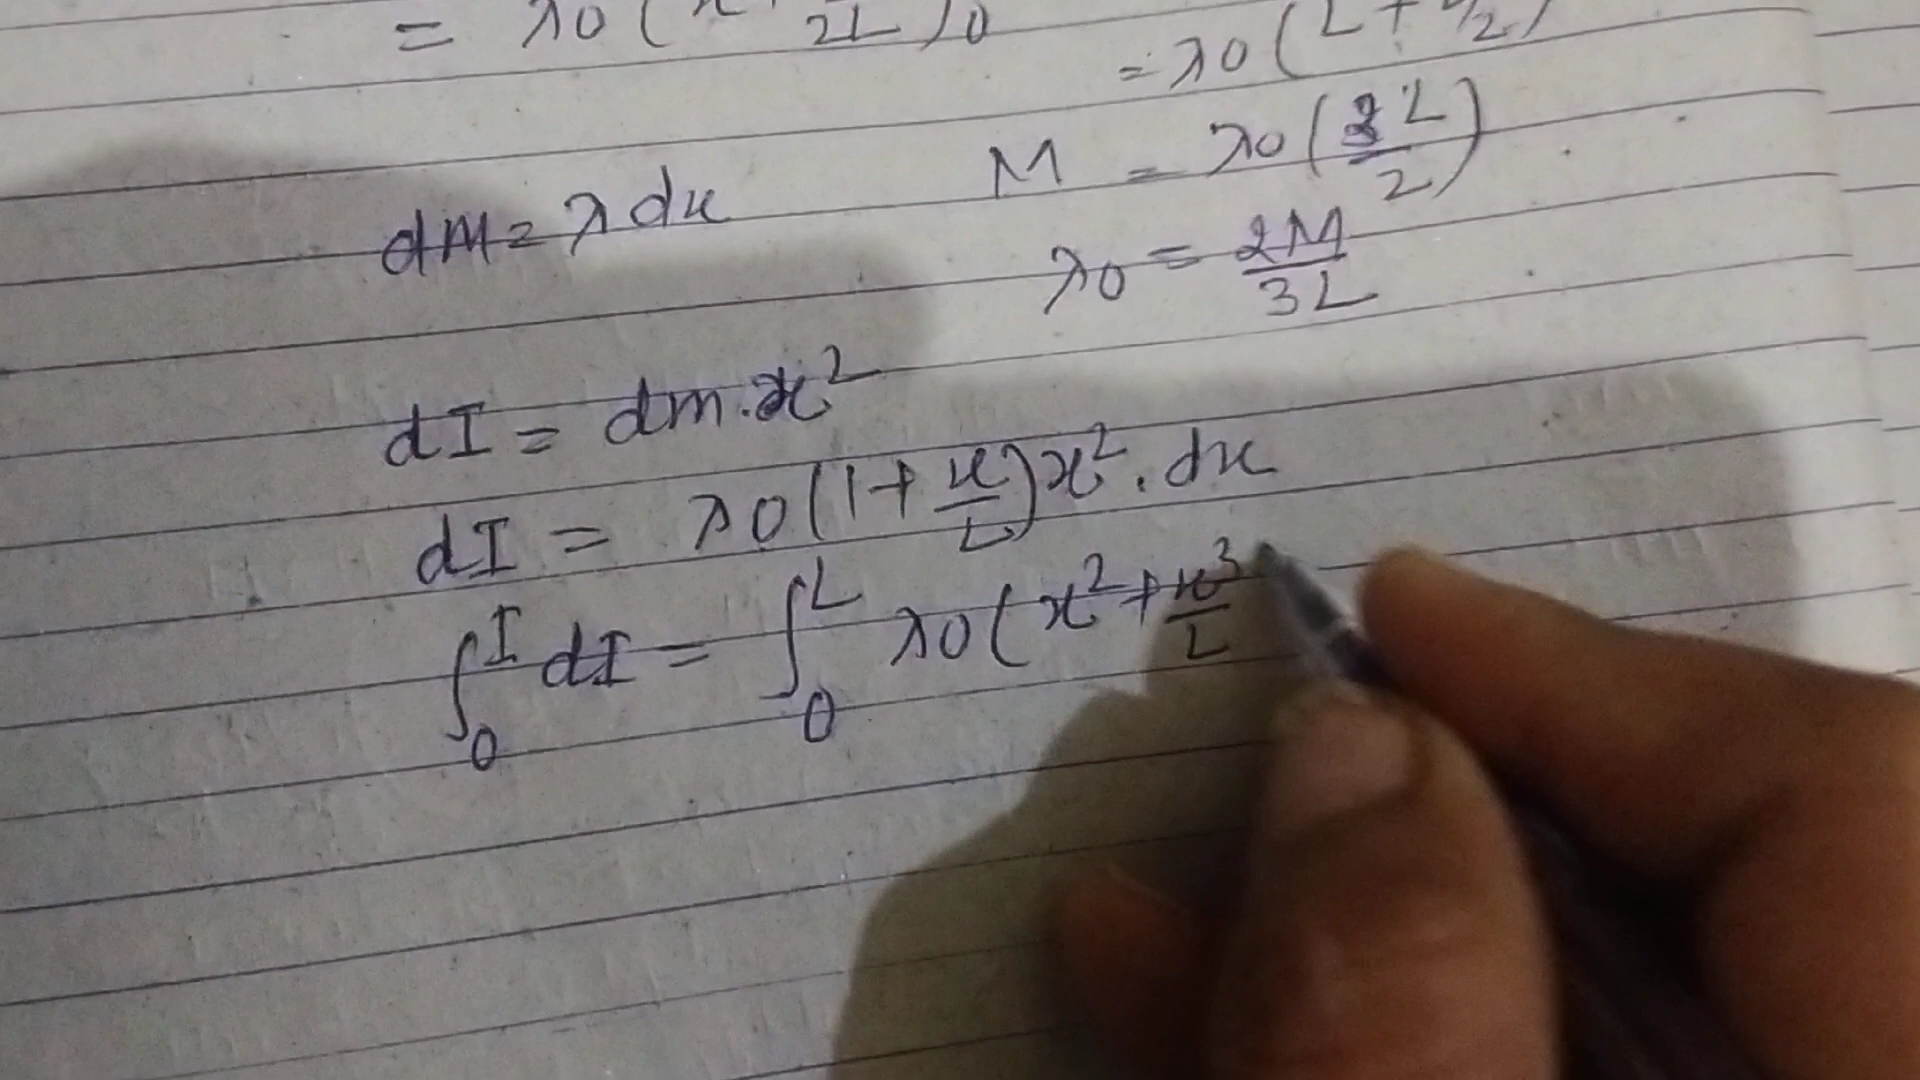 = λ0 ( x + / 2L )0
= λ0 ( L + L/2 )
M = λ0 ( 3L / 2 )
dM = λ dx
λ0 = 2M / 3L
dI = dm . x²
dI = λ0 ( 1 + x/L ) x² . dx
∫₀ᴵ dI = ∫₀ᴸ λ0 ( x² + x³/L